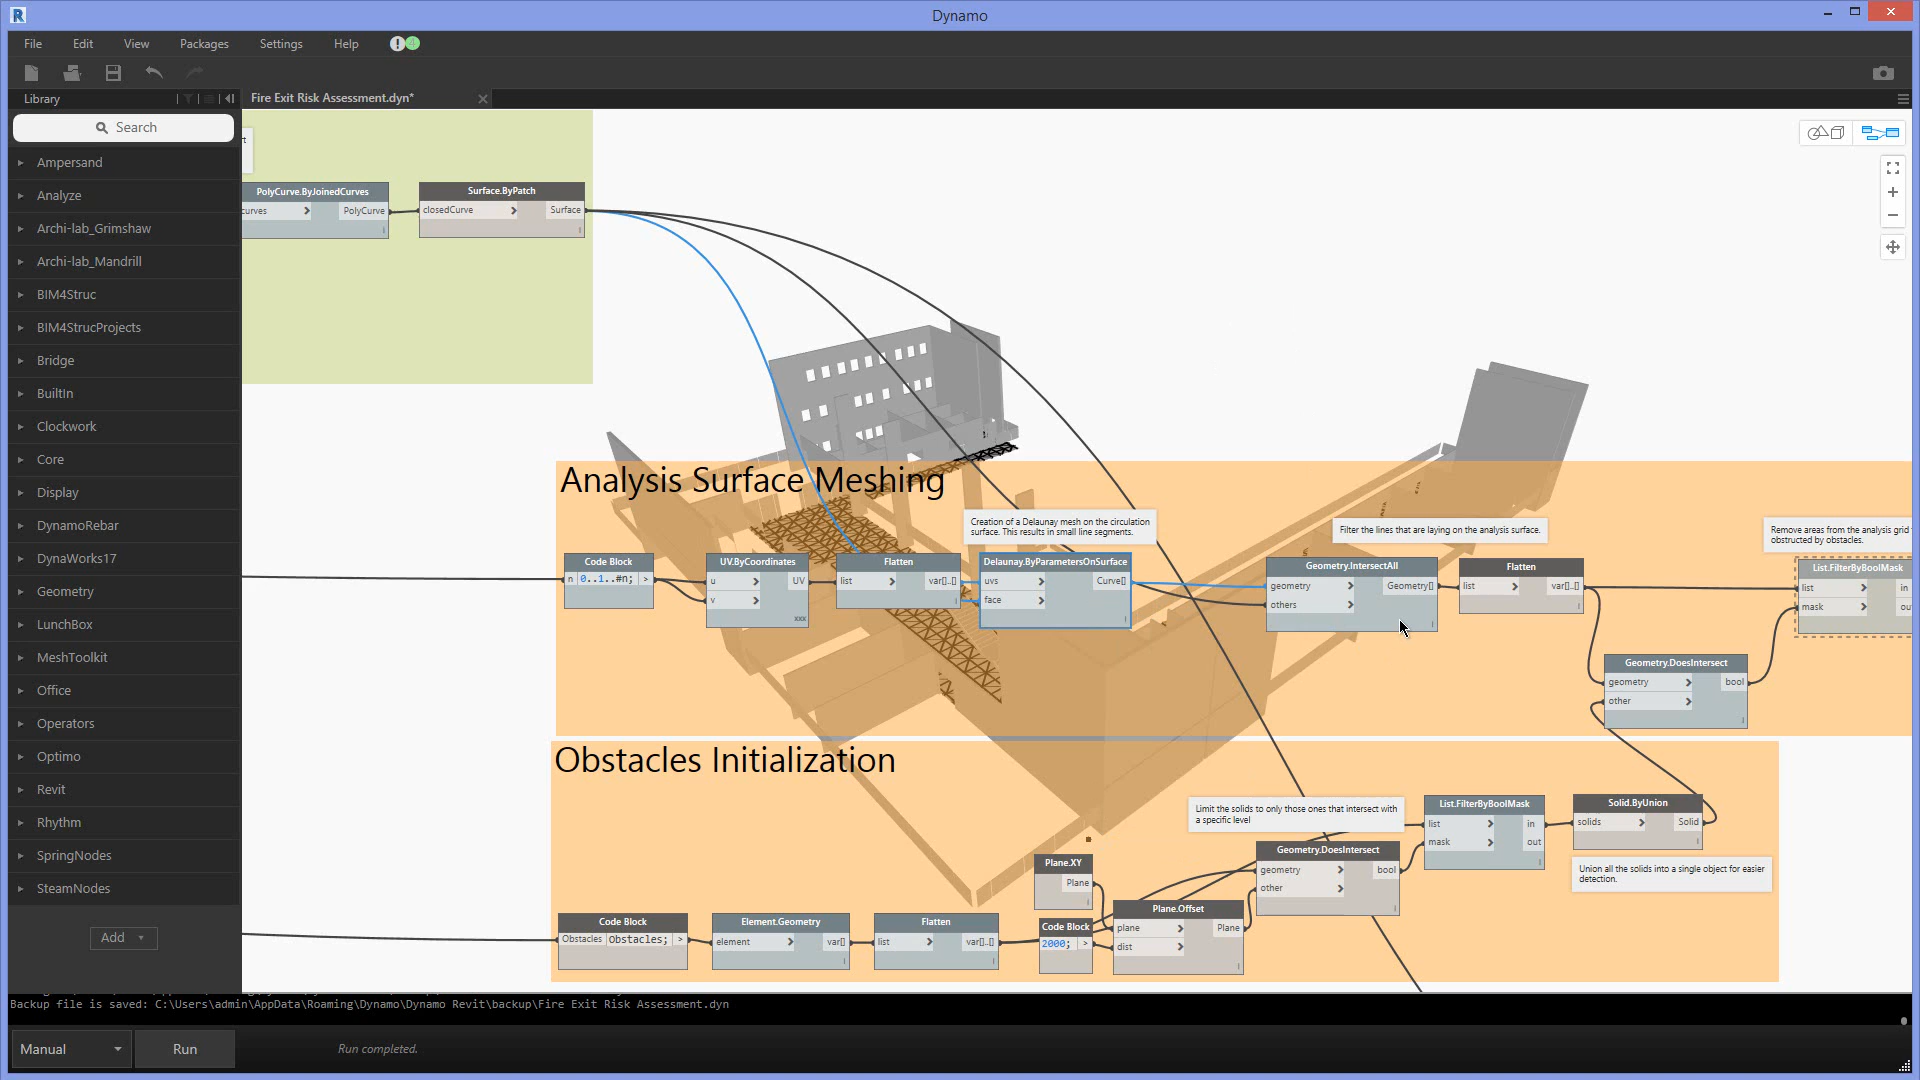 Dynamo
File Edit View Packages Settings Help
Library
Fire Exit Risk Assessment.dyn*
Search
Ampersand
Analyze
Archi-lab_Grimshaw
Archi-lab_Mandrill
BIM4Struc
BIM4StrucProjects
Bridge
BuiltIn
Clockwork
Core
Display
DynamoRebar
DynaWorks17
Geometry
LunchBox
MeshToolkit
Office
Operators
Optimo
Revit
Rhythm
SpringNodes
SteamNodes
Add
PolyCurve.ByJoinedCurves
curves > PolyCurve
Surface.ByPatch
closedCurve > Surface
Analysis Surface Meshing
Creation of a Delaunay mesh on the circulation
surface. This results in small line segments.
Filter the lines that are laying on the analysis surface.
Remove areas from the analysis grid
obstructed by obstacles.
Code Block
n 0..1..#n; >
UV.ByCoordinates
u > UV
v >
xxx
Flatten
list > var[]..[]
Delaunay.ByParametersOnSurface
uvs > Curve[]
face >
Geometry.IntersectAll
geometry > Geometry[]
others >
Flatten
list > var[]..[]
List.FilterByBoolMask
list > in
mask > out
Geometry.DoesIntersect
geometry > bool
other >
Obstacles Initialization
Limit the solids to only those ones that intersect with
a specific level
List.FilterByBoolMask
list > in
mask > out
Solid.ByUnion
solids > Solid
Union all the solids into a single object for easier
detection.
Geometry.DoesIntersect
geometry > bool
other >
Plane.XY
Plane
Code Block
2000; >
Plane.Offset
plane > Plane
dist >
Code Block
Obstacles Obstacles; >
Element.Geometry
element > var[]
Flatten
list > var[]..[]
Backup file is saved: C:\Users\admin\AppData\Roaming\Dynamo\Dynamo Revit\backup\Fire Exit Risk Assessment.dyn
Manual
Run
Run completed.